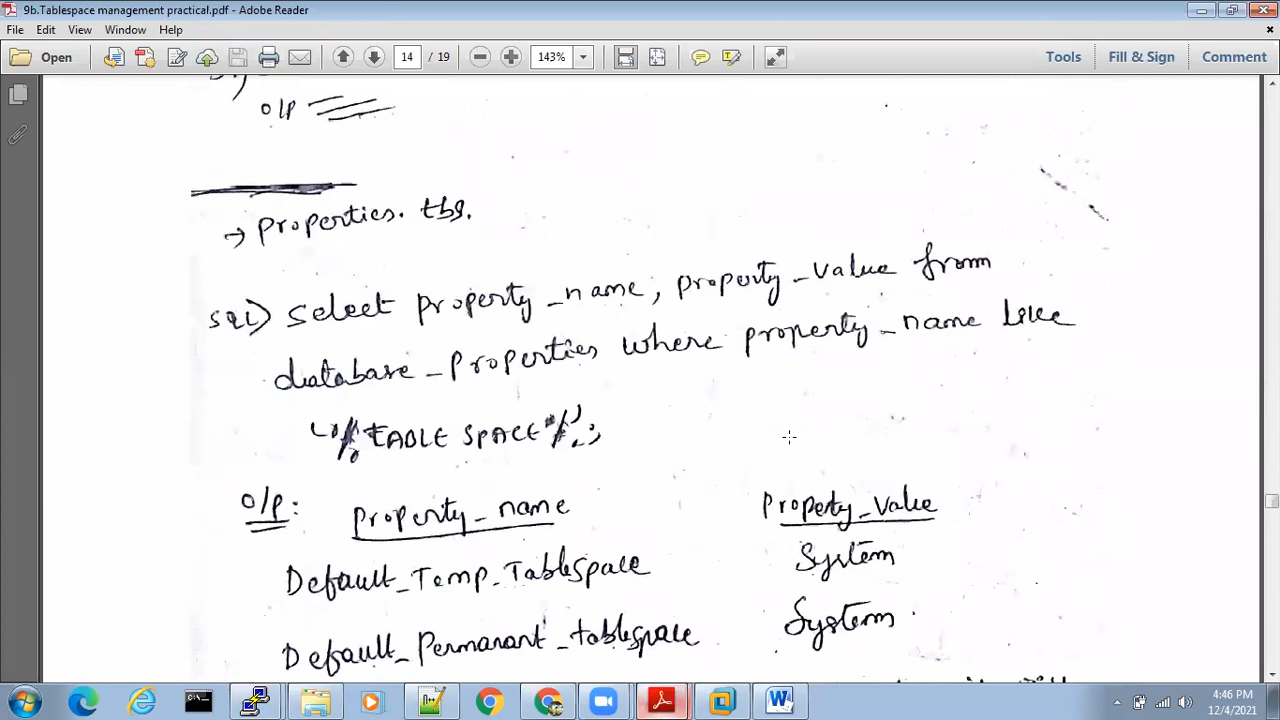 9b.Tablespace management practical.pdf - Adobe Reader
File Edit View Window Help
Open 14 / 19 143% Tools Fill & Sign Comment
O/P
→ properties. tbs.
SQL> select property_name, property_value from
database_properties where property_name like
'%TABLE SPACE%';
O/P: property_name property_value
Default_Temp_Tablespace System
Default_Permanant_tablespace System
4:46 PM
12/4/2021